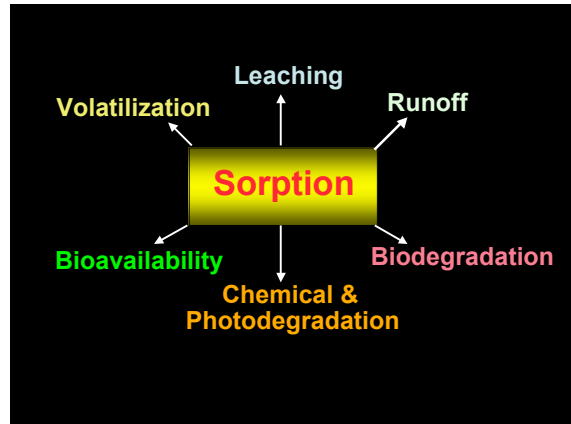 Leaching
Volatilization
Runoff
Sorption
Bioavailability
Biodegradation
Chemical &
Photodegradation